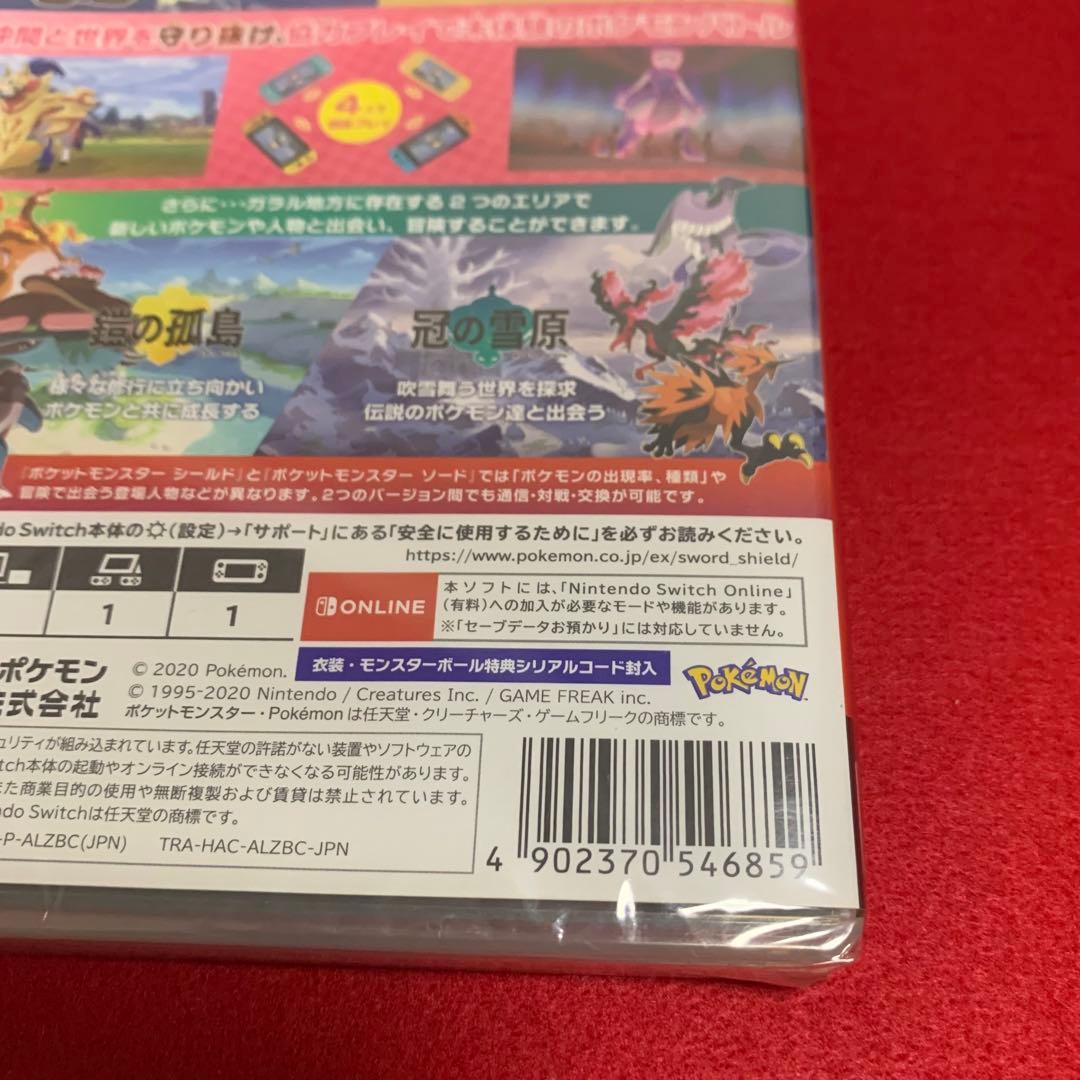 仲間と世界を守り抜け。協力プレイで未体験のポケモンバトル
4人まで
さらに…ガラル地方に存在する2つのエリアで
新しいポケモンや人物と出会い、冒険することができます。
鎧の孤島
様々な修行に立ち向かい
ポケモンと共に成長する
冠の雪原
吹雪舞う世界を探求
伝説のポケモン達と出会う
『ポケットモンスター シールド』と『ポケットモンスター ソード』では「ポケモンの出現率、種類」や
冒険で出会う登場人物などが異なります。2つのバージョン間でも通信・対戦・交換が可能です。
do Switch本体の(設定)→「サポート」にある「安全に使用するために」を必ずお読みください。
https://www.pokemon.co.jp/ex/sword_shield/
1
1
ONLINE
本ソフトには、「Nintendo Switch Online」
(有料)への加入が必要なモードや機能があります。
※「セーブデータお預かり」には対応していません。
ポケモン
株式会社
© 2020 Pokémon.
衣装・モンスターボール特典シリアルコード封入
POKÉMON
© 1995-2020 Nintendo / Creatures Inc. / GAME FREAK inc.
ポケットモンスター・Pokémonは任天堂・クリーチャーズ・ゲームフリークの商標です。
ュリティが組み込まれています。任天堂の許諾がない装置やソフトウェアの
tch本体の起動やオンライン接続ができなくなる可能性があります。
また商業目的の使用や無断複製および賃貸は禁止されています。
do Switchは任天堂の商標です。
-P-ALZBC(JPN) TRA-HAC-ALZBC-JPN
4 902370 546859